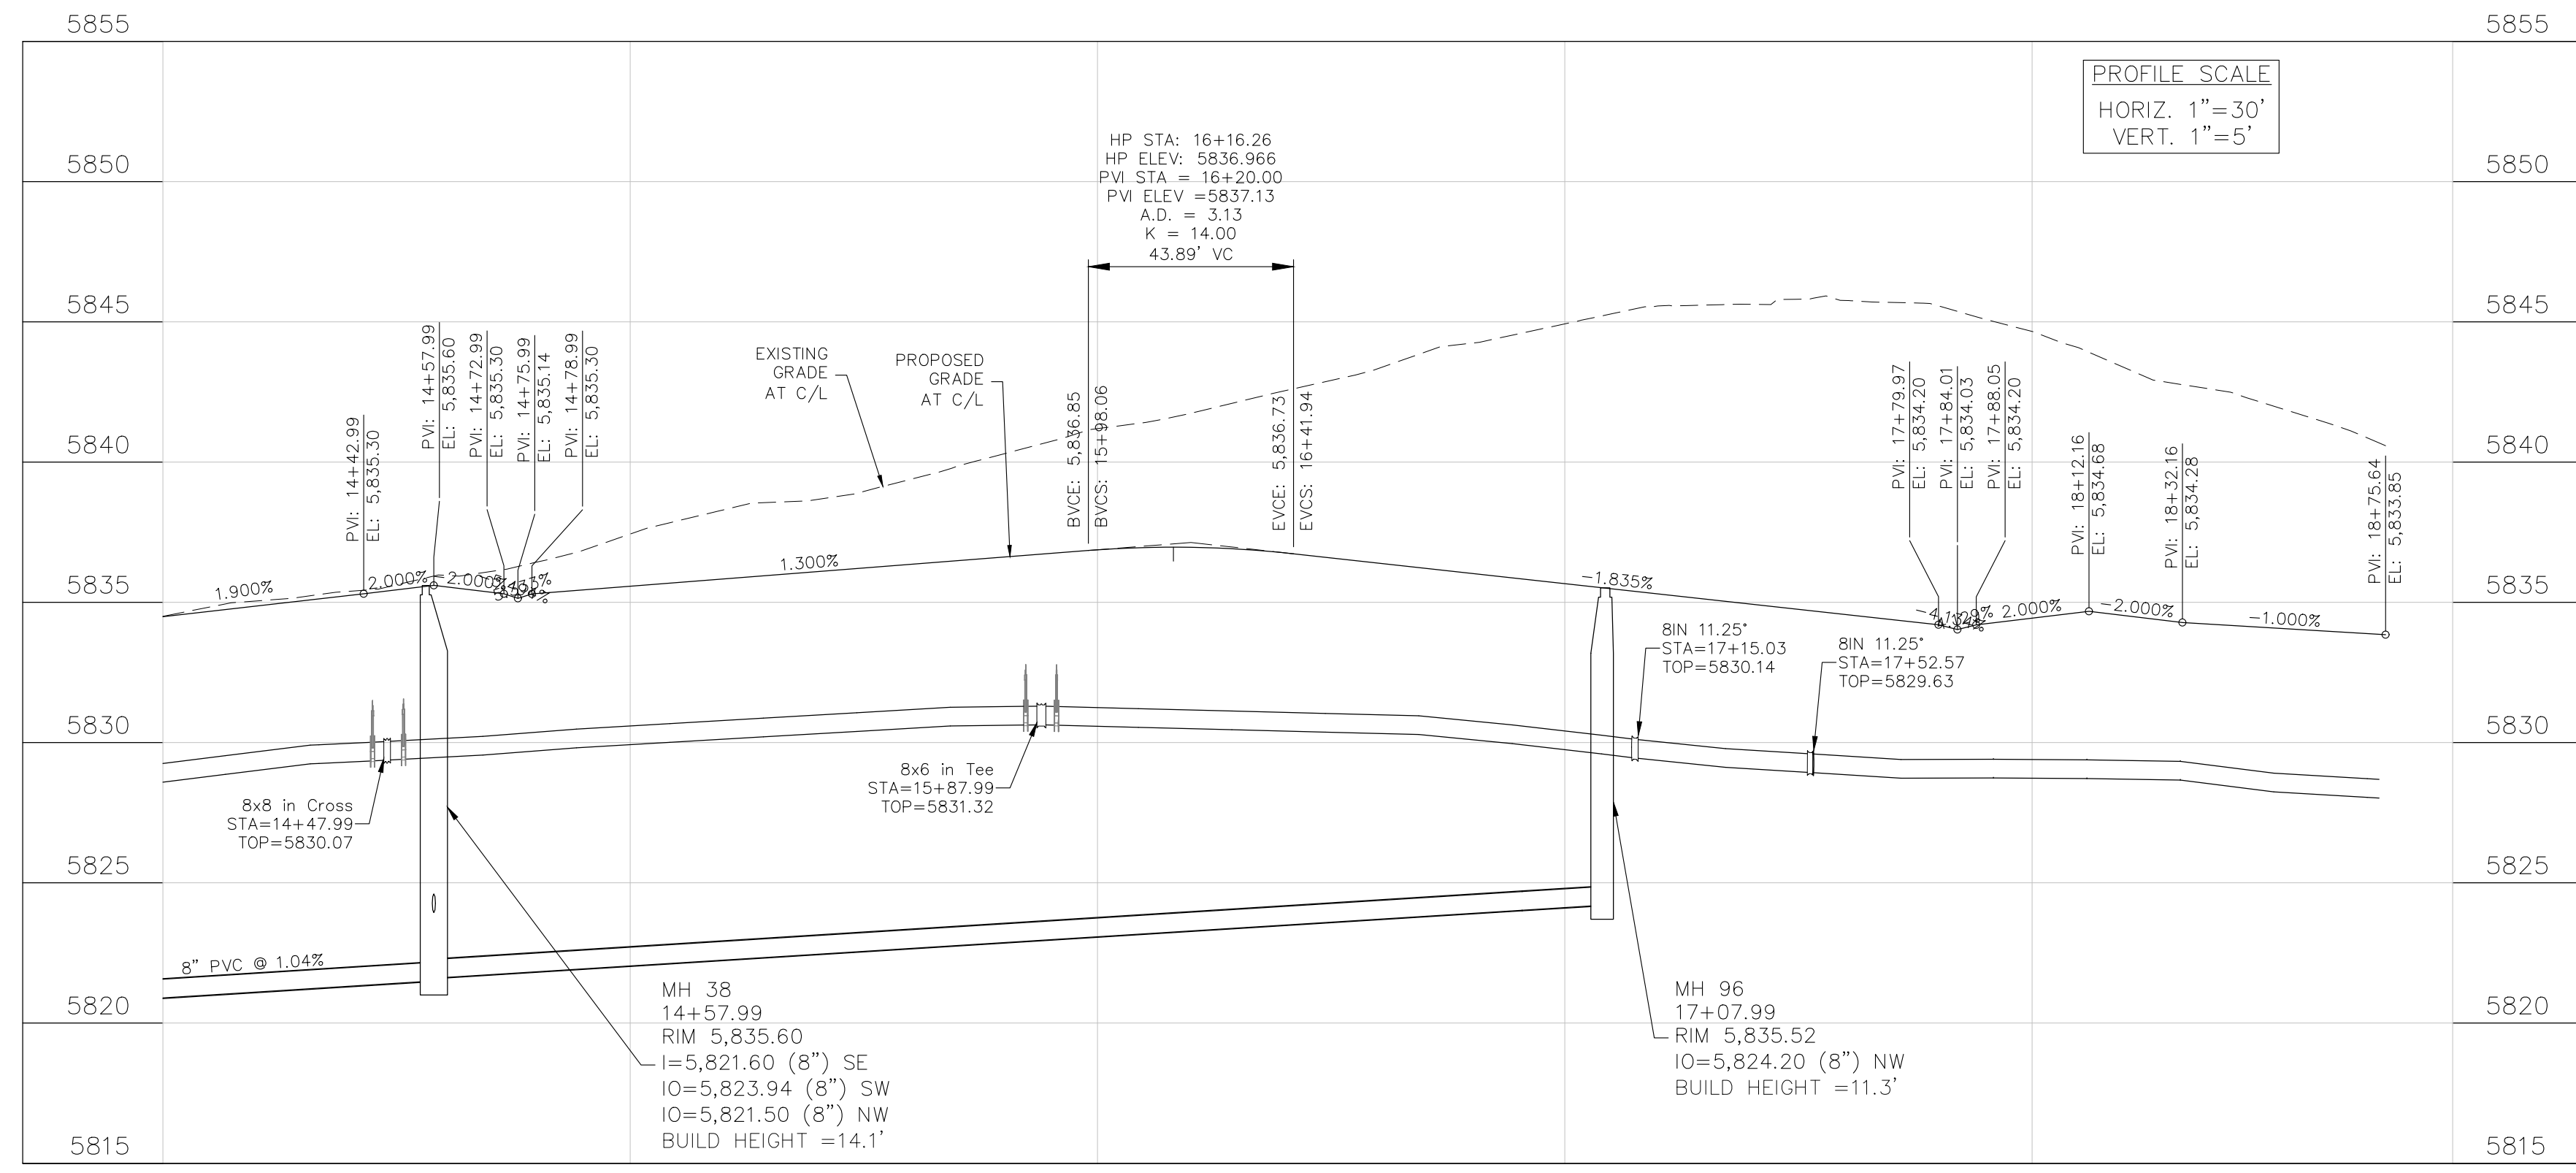 5855
5850
5845
5840
5835
5830
5825
5820
5815
5855
5850
5845
5840
5835
5830
5825
5820
5815
PROFILE SCALE
HORIZ. 1"=30'
VERT. 1"=5'
HP STA: 16+16.26
HP ELEV: 5836.966
PVI STA = 16+20.00
PVI ELEV =5837.13
A.D. = 3.13
K = 14.00
43.89' VC
BVCE: 5,836.85
BVCS: 15+98.06
EVCE: 5,836.73
EVCS: 16+41.94
EXISTING
GRADE
AT C/L
PROPOSED
GRADE
AT C/L
PVI: 14+42.99
EL: 5,835.30
PVI: 14+57.99
EL: 5,835.60
PVI: 14+72.99
EL: 5,835.30
PVI: 14+75.99
EL: 5,835.14
PVI: 14+78.99
EL: 5,835.30
PVI: 17+79.97
EL: 5,834.20
PVI: 17+84.01
EL: 5,834.03
PVI: 17+88.05
EL: 5,834.20
PVI: 18+12.16
EL: 5,834.68
PVI: 18+32.16
EL: 5,834.28
PVI: 18+75.64
EL: 5,833.85
1.900%
2.000%
-2.000%
1.300%
-1.835%
2.000%
-2.000%
-1.000%
8IN 11.25°
STA=17+15.03
TOP=5830.14
8IN 11.25°
STA=17+52.57
TOP=5829.63
8x8 in Cross
STA=14+47.99
TOP=5830.07
8x6 in Tee
STA=15+87.99
TOP=5831.32
8" PVC @ 1.04%
MH 38
14+57.99
RIM 5,835.60
I=5,821.60 (8") SE
IO=5,823.94 (8") SW
IO=5,821.50 (8") NW
BUILD HEIGHT =14.1'
MH 96
17+07.99
RIM 5,835.52
IO=5,824.20 (8") NW
BUILD HEIGHT =11.3'